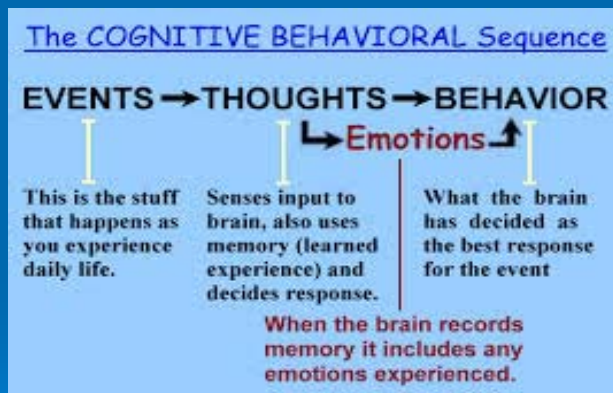 The COGNITIVE BEHAVIORAL Sequence
EVENTS → THOUGHTS → BEHAVIOR
Emotions
This is the stuff
that happens as
you experience
daily life.
Senses input to
brain, also uses
memory (learned
experience) and
decides response.
What the brain
has decided as
the best response
for the event
When the brain records
memory it includes any
emotions experienced.